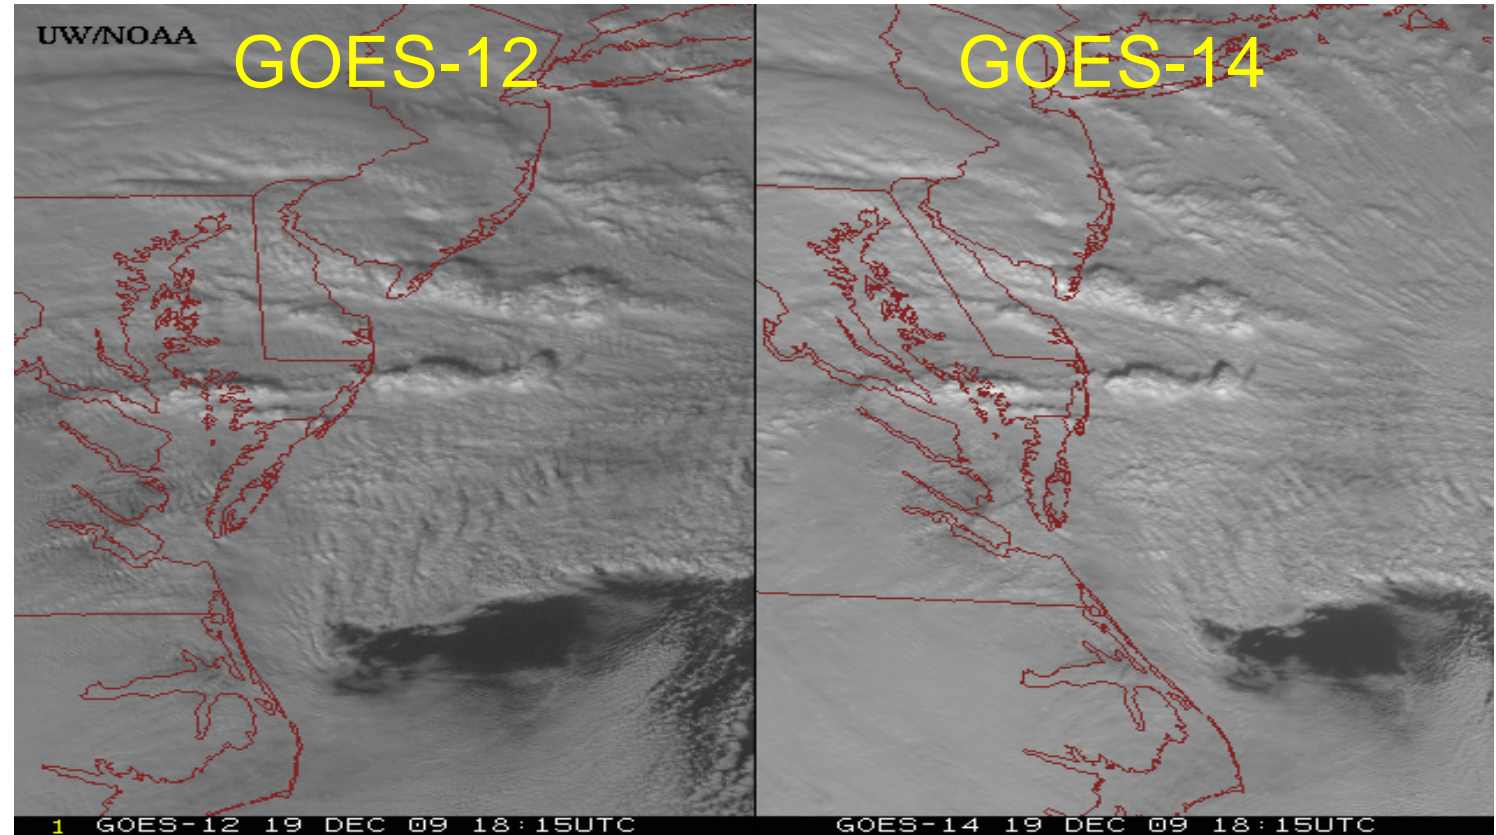 UW/NOAA
GOES-12
GOES-14
1 GOES-12 19 DEC 09 18:15UTC
GOES-14 19 DEC 09 18:15UTC